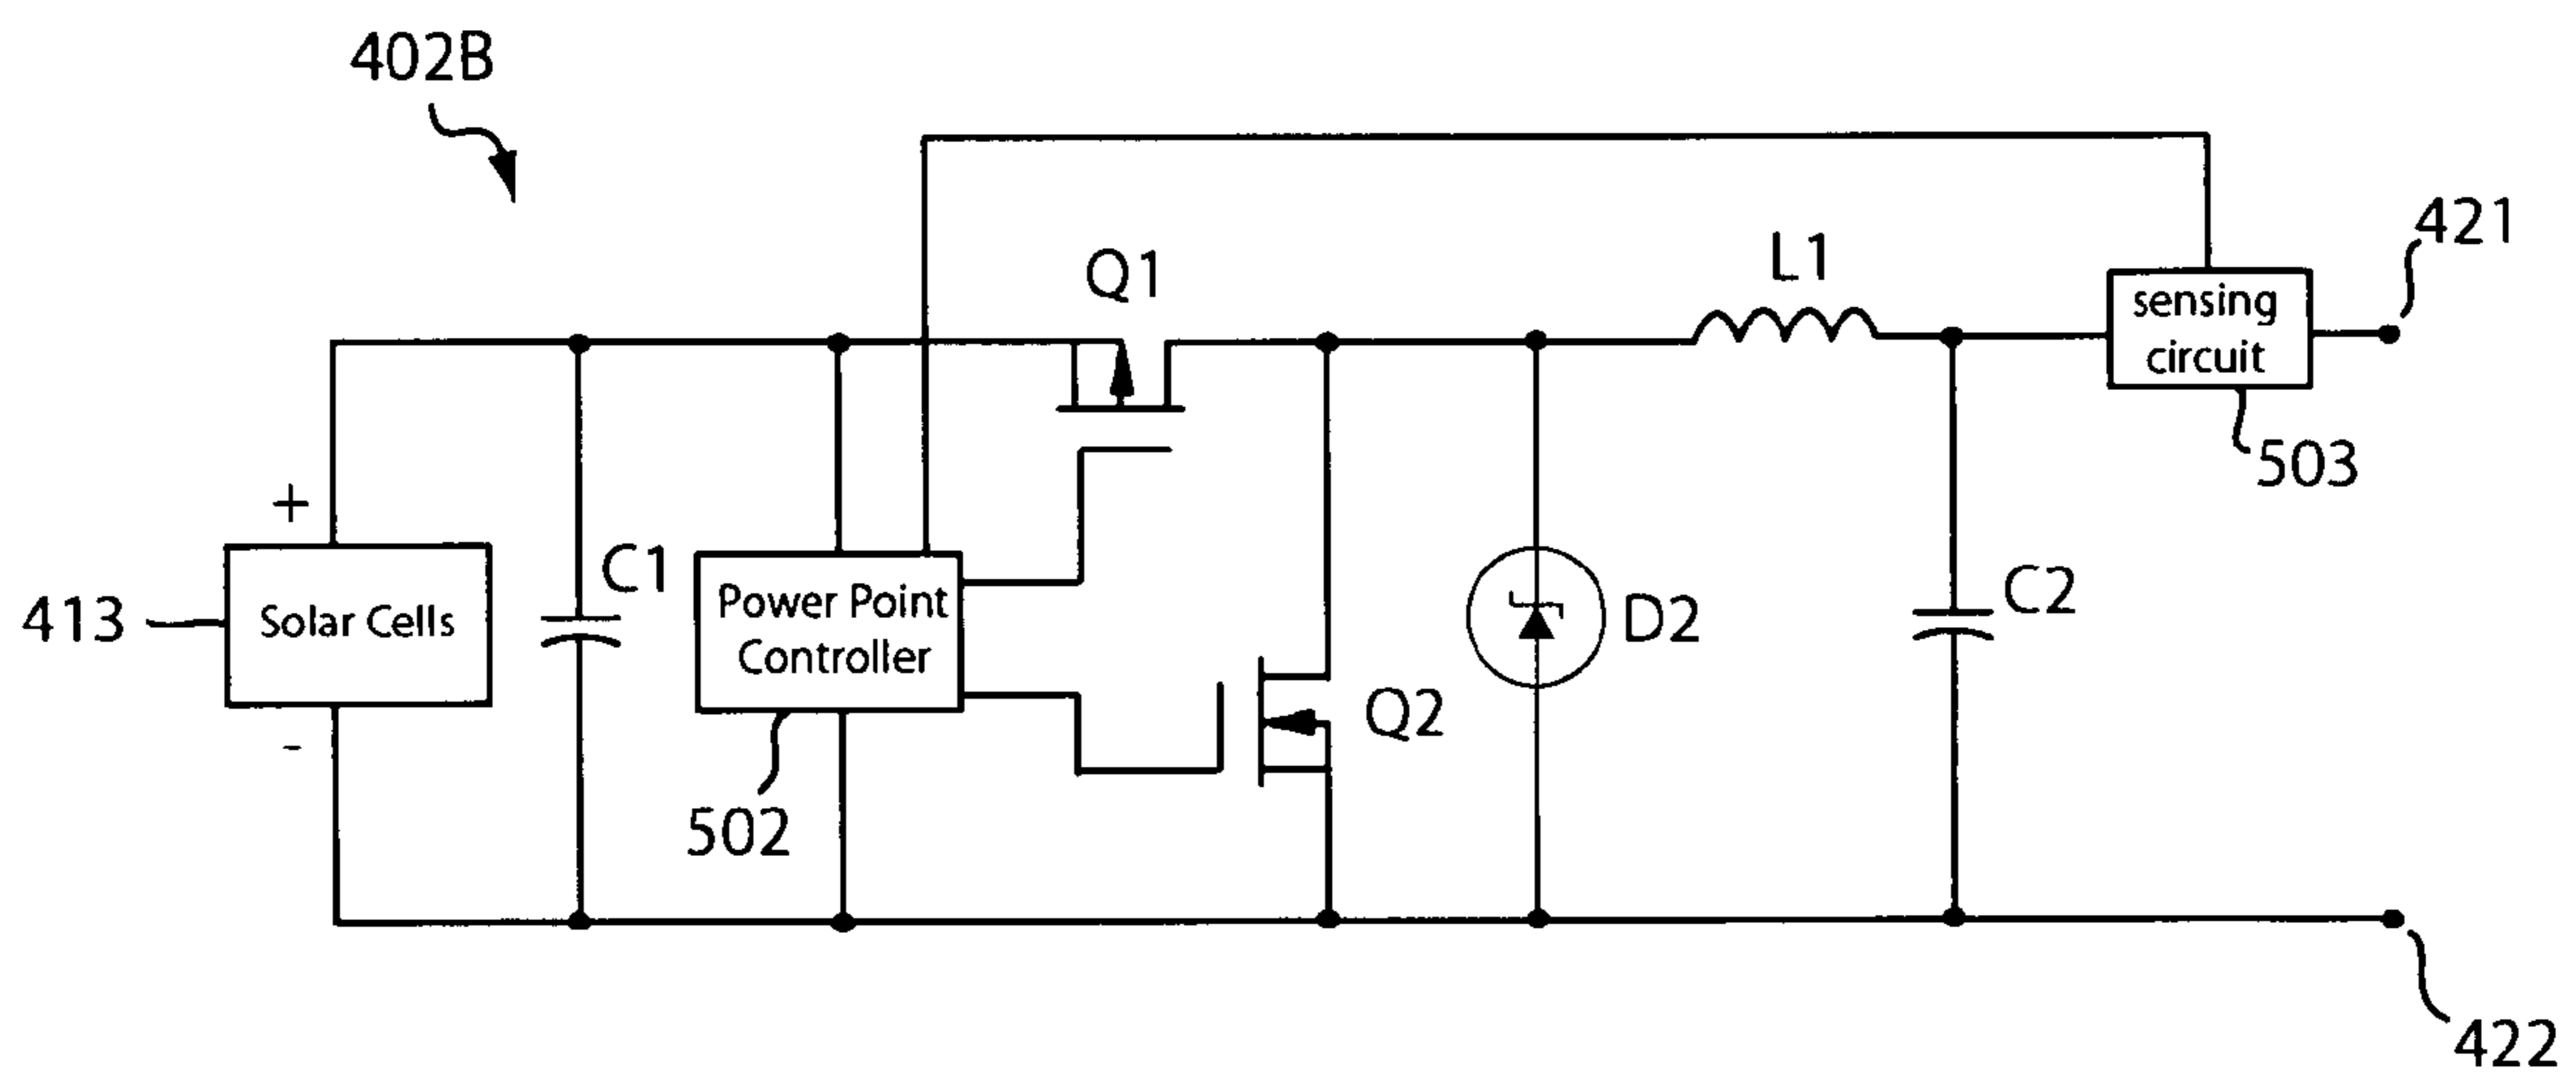 402B
421
Q1
L1
sensing
circuit
503
+
C1
Power Point
Controller
413
Solar Cells
D2
C2
-
Q2
502
422